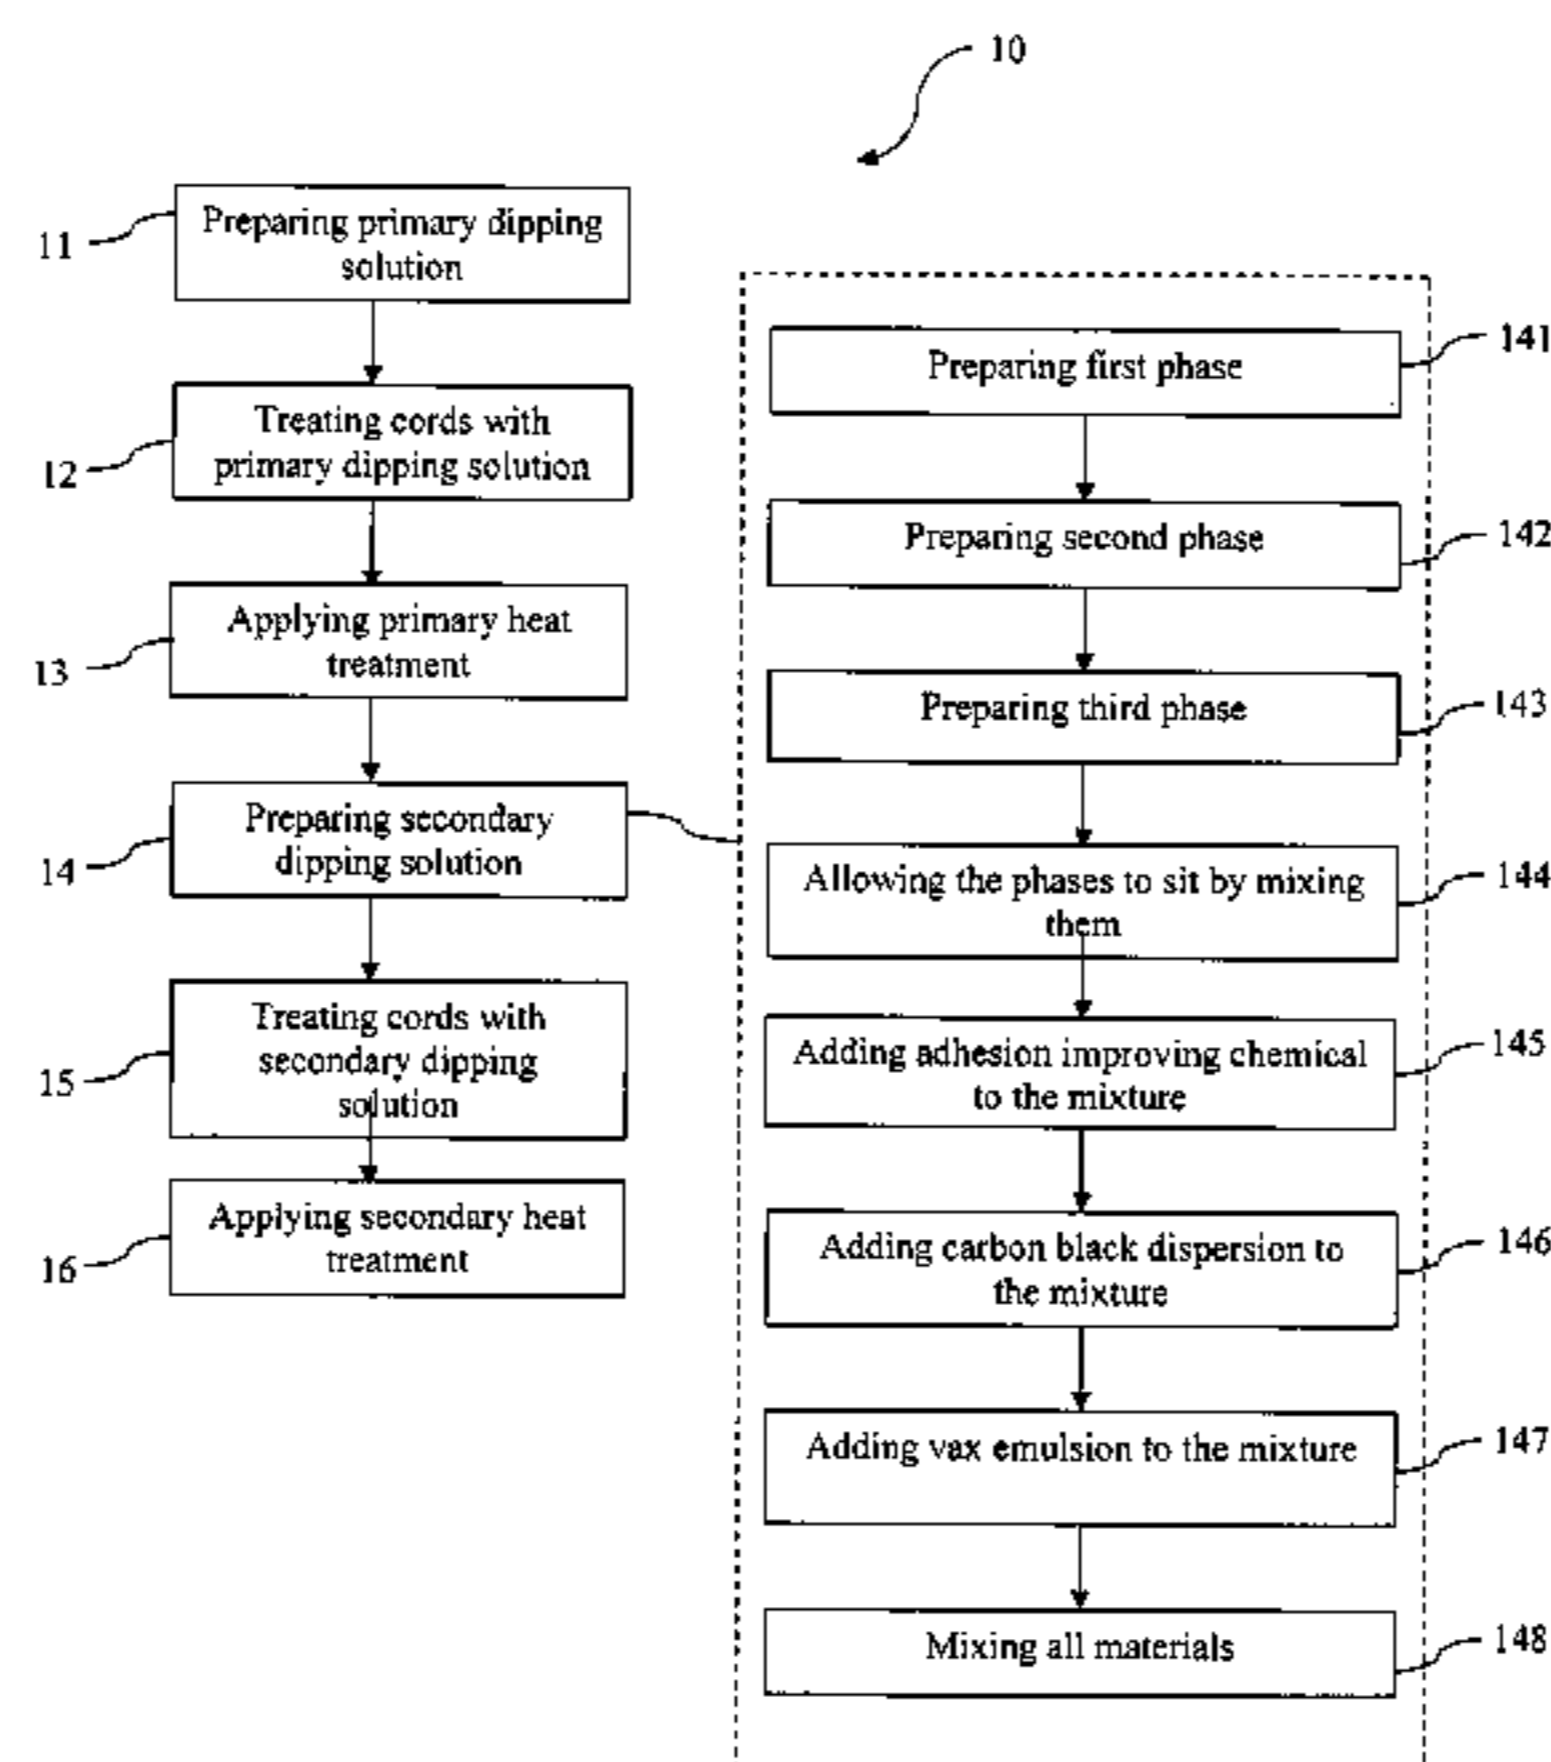 10
11
Preparing primary dipping
solution
12
Treating cords with
primary dipping solution
13
Applying primary heat
treatment
14
Preparing secondary
dipping solution
15
Treating cords with
secondary dipping
solution
16
Applying secondary heat
treatment
Preparing first phase
141
Preparing second phase
142
Preparing third phase
143
Allowing the phases to sit by mixing
them
144
Adding adhesion improving chemical
to the mixture
145
Adding carbon black dispersion to
the mixture
146
Adding vax emulsion to the mixture
147
Mixing all materials
148